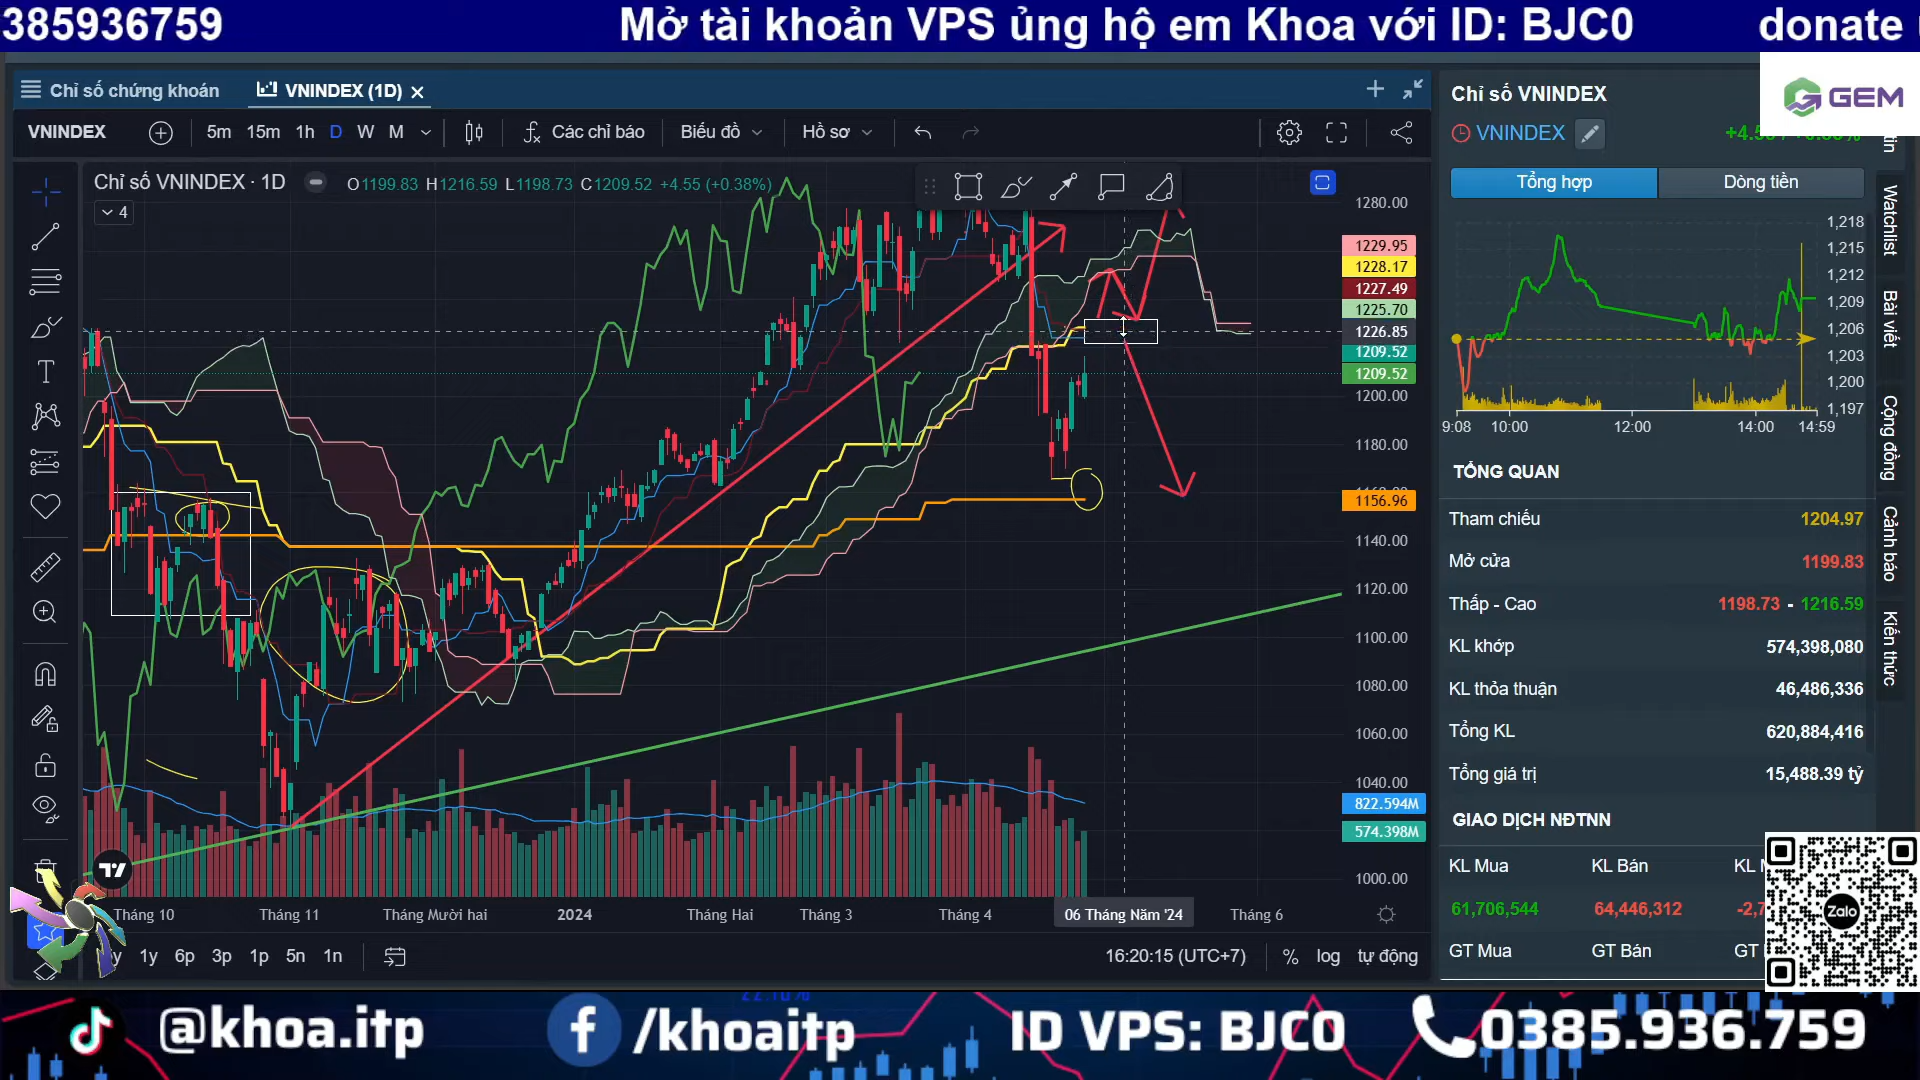 385936759
Mở tài khoản VPS ủng hộ em Khoa với ID: BJC0
donate
Chỉ số chứng khoán
VNINDEX (1D)
VNINDEX
5m 15m 1h D W M
Các chỉ báo
Biểu đồ
Hồ sơ
Chỉ số VNINDEX · 1D
O1199.83 H1216.59 L1198.73 C1209.52 +4.55 (+0.38%)
4
1280.00
1229.95
1228.17
1227.49
1225.70
1226.85
1209.52
1209.52
1200.00
1180.00
1156.96
1140.00
1120.00
1100.00
1080.00
1060.00
1040.00
822.594M
574.398M
1000.00
Tháng 10
Tháng 11
Tháng Mười hai
2024
Tháng Hai
Tháng 3
Tháng 4
06 Tháng Năm '24
Tháng 6
y 1y 6p 3p 1p 5n 1n
16:20:15 (UTC+7)
% log tự động
Chỉ số VNINDEX
GEM
VNINDEX
Tổng hợp
Dòng tiền
1,218
1,215
1,212
1,209
1,206
1,203
1,200
1,197
9:08 10:00 12:00 14:00 14:59
TỔNG QUAN
Tham chiếu 1204.97
Mở cửa 1199.83
Thấp - Cao 1198.73 - 1216.59
KL khớp 574,398,080
KL thỏa thuận 46,486,336
Tổng KL 620,884,416
Tổng giá trị 15,488.39 tỷ
GIAO DỊCH NĐTNN
KL Mua KL Bán KL
61,706,544 64,446,312 -2,7
GT Mua GT Bán GT
Watchlist
Bài viết
Cộng đồng
Cảnh báo
Kiến thức
Zalo
@khoa.itp
/khoaitp
ID VPS: BJC0
0385.936.759